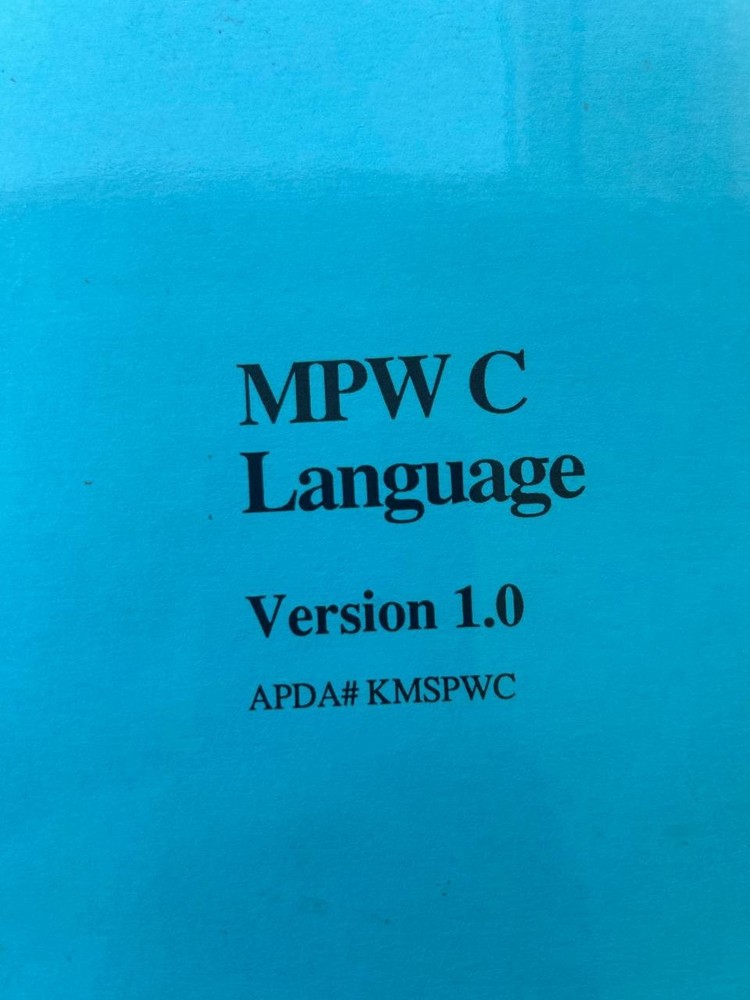 MPW C
Language
Version 1.0
APDA# KMSPWC